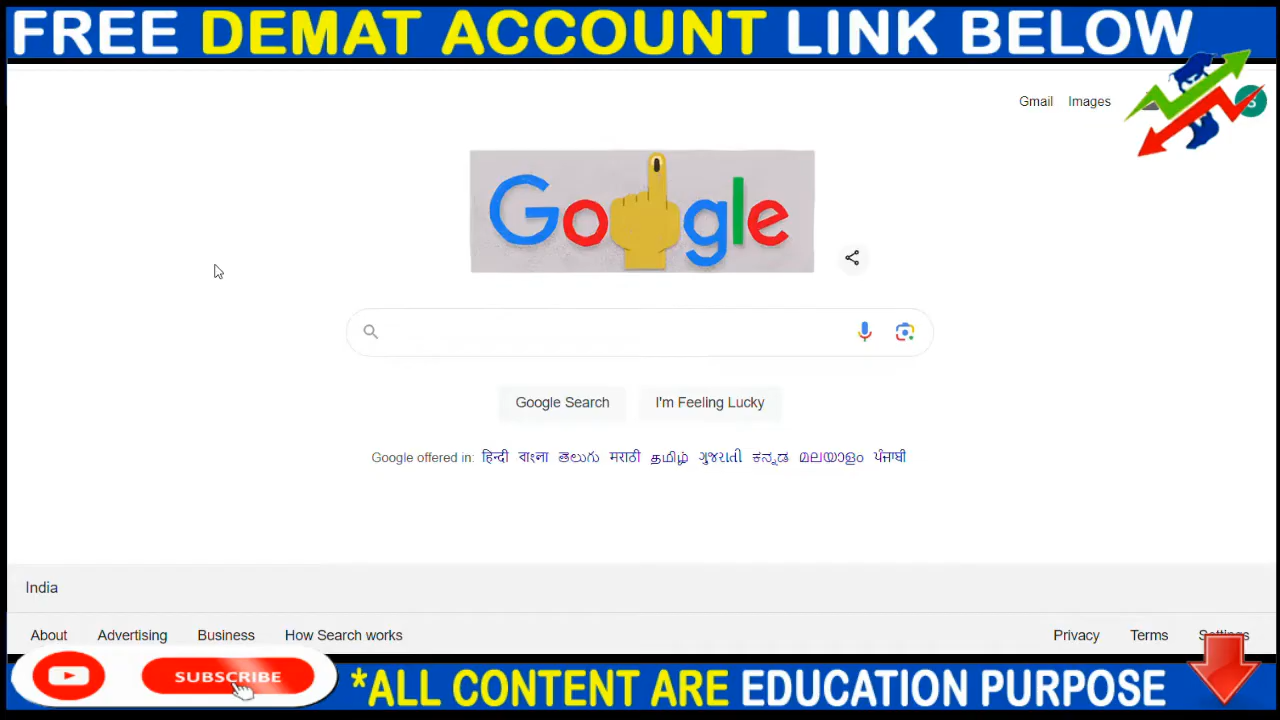 FREE DEMAT ACCOUNT LINK BELOW
Gmail Images
Google
Google Search I'm Feeling Lucky
Google offered in: हिन्दी বাংলা తెలుగు मराठी தமிழ் ગુજરાતી ಕನ್ನಡ മലയാളം ਪੰਜਾਬੀ
India
About Advertising Business How Search works Privacy Terms Settings
SUBSCRIBE
*ALL CONTENT ARE EDUCATION PURPOSE